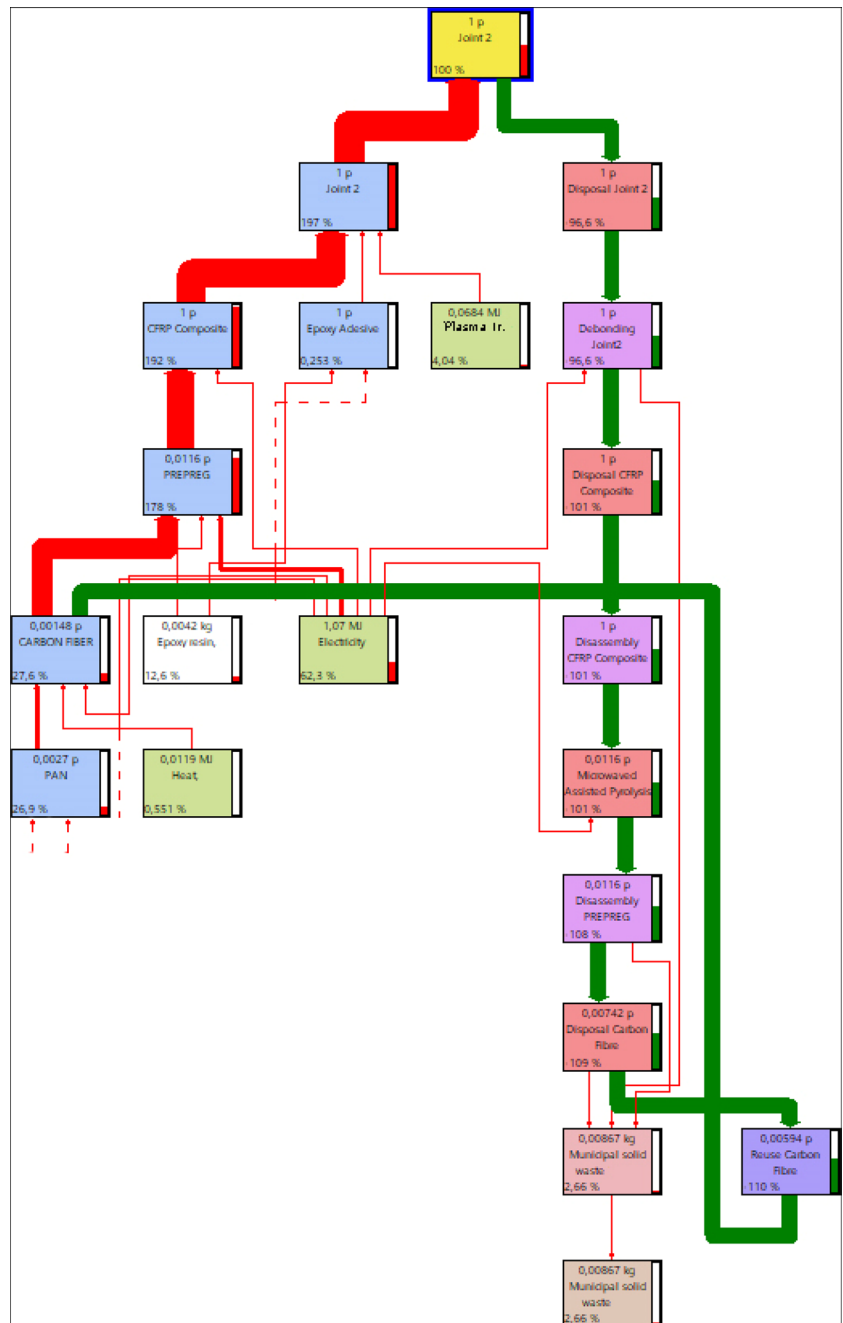 1 p
Joint 2
100 %
1 p
Joint 2
197 %
1 p
Disposal Joint 2
-96,6 %
1 p
CFRP Composite
192 %
1 p
Epoxy Adesive
0,253 %
0,0684 MJ
Plasma Tr.
4,04 %
1 p
Debonding
Joint2
-96,6 %
0,0116 p
PREPREG
178 %
1 p
Disposal CFRP
Composite
-101 %
0,00148 p
CARBON FIBER
27,6 %
0,0042 kg
Epoxy resin,
12,6 %
1,07 MJ
Electricity
62,3 %
1 p
Disassembly
CFRP Composite
-101 %
0,0027 p
PAN
26,9 %
0,0119 MJ
Heat,
0,551 %
0,0116 p
Microwaved
Assisted Pyrolysis
-101 %
0,0116 p
Disassembly
PREPREG
-108 %
0,00742 p
Disposal Carbon
Fibre
-109 %
0,00867 kg
Municipal solid
waste
2,66 %
0,00594 p
Reuse Carbon
Fibre
-110 %
0,00867 kg
Municipal solid
waste
2,66 %